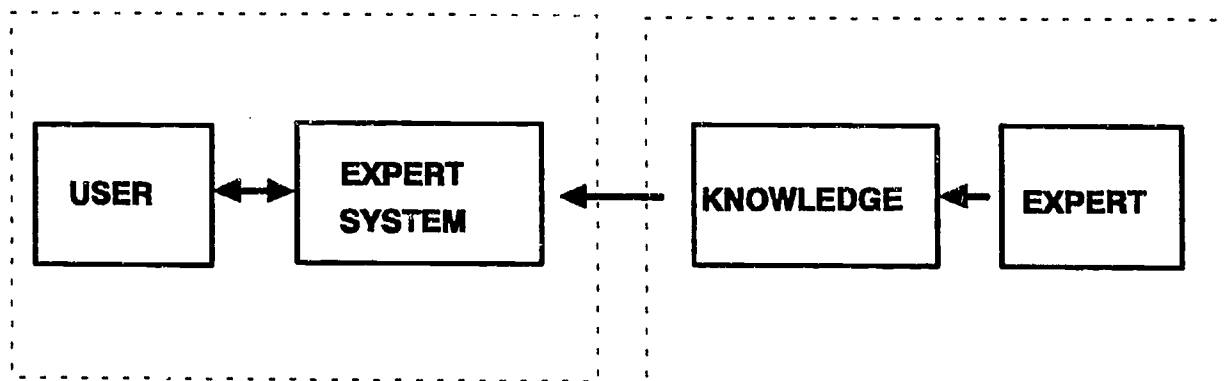 USER
EXPERT
SYSTEM
KNOWLEDGE
EXPERT